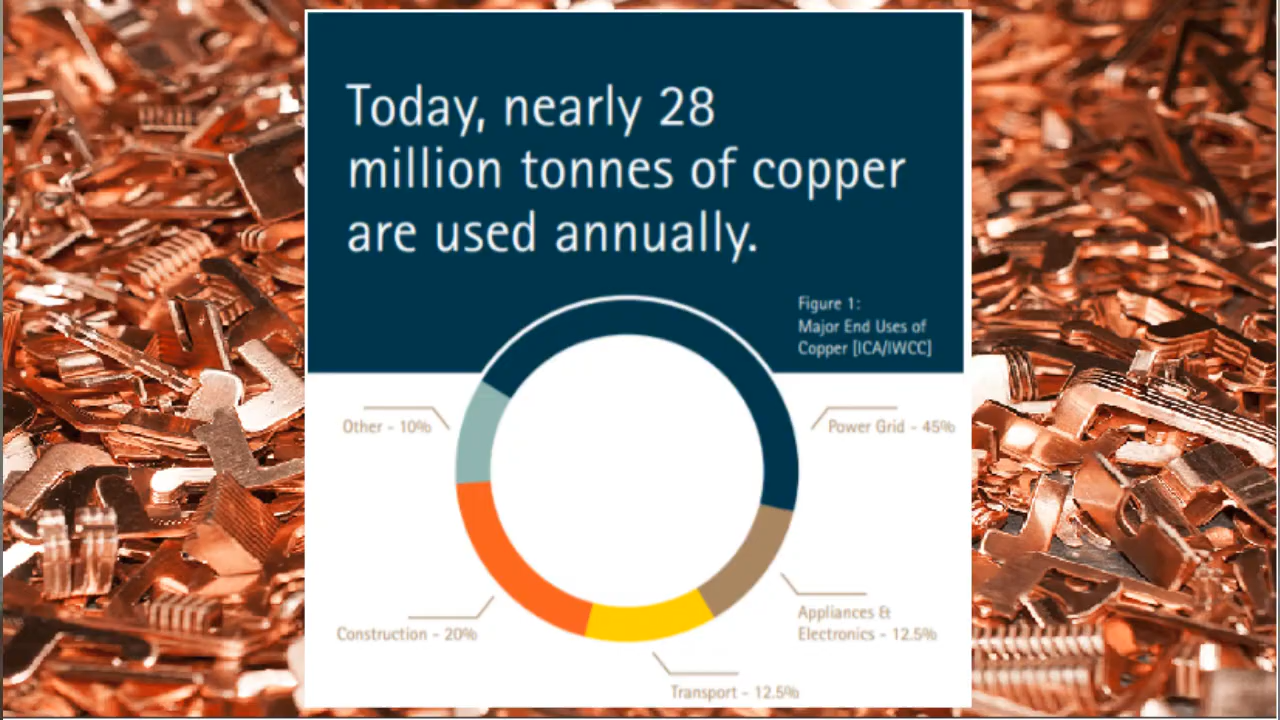 Today, nearly 28
million tonnes of copper
are used annually.
Figure 1:
Major End Uses of
Copper [ICA/IWCC]
Other - 10%
Power Grid - 45%
Appliances &
Electronics - 12.5%
Construction - 20%
Transport - 12.5%